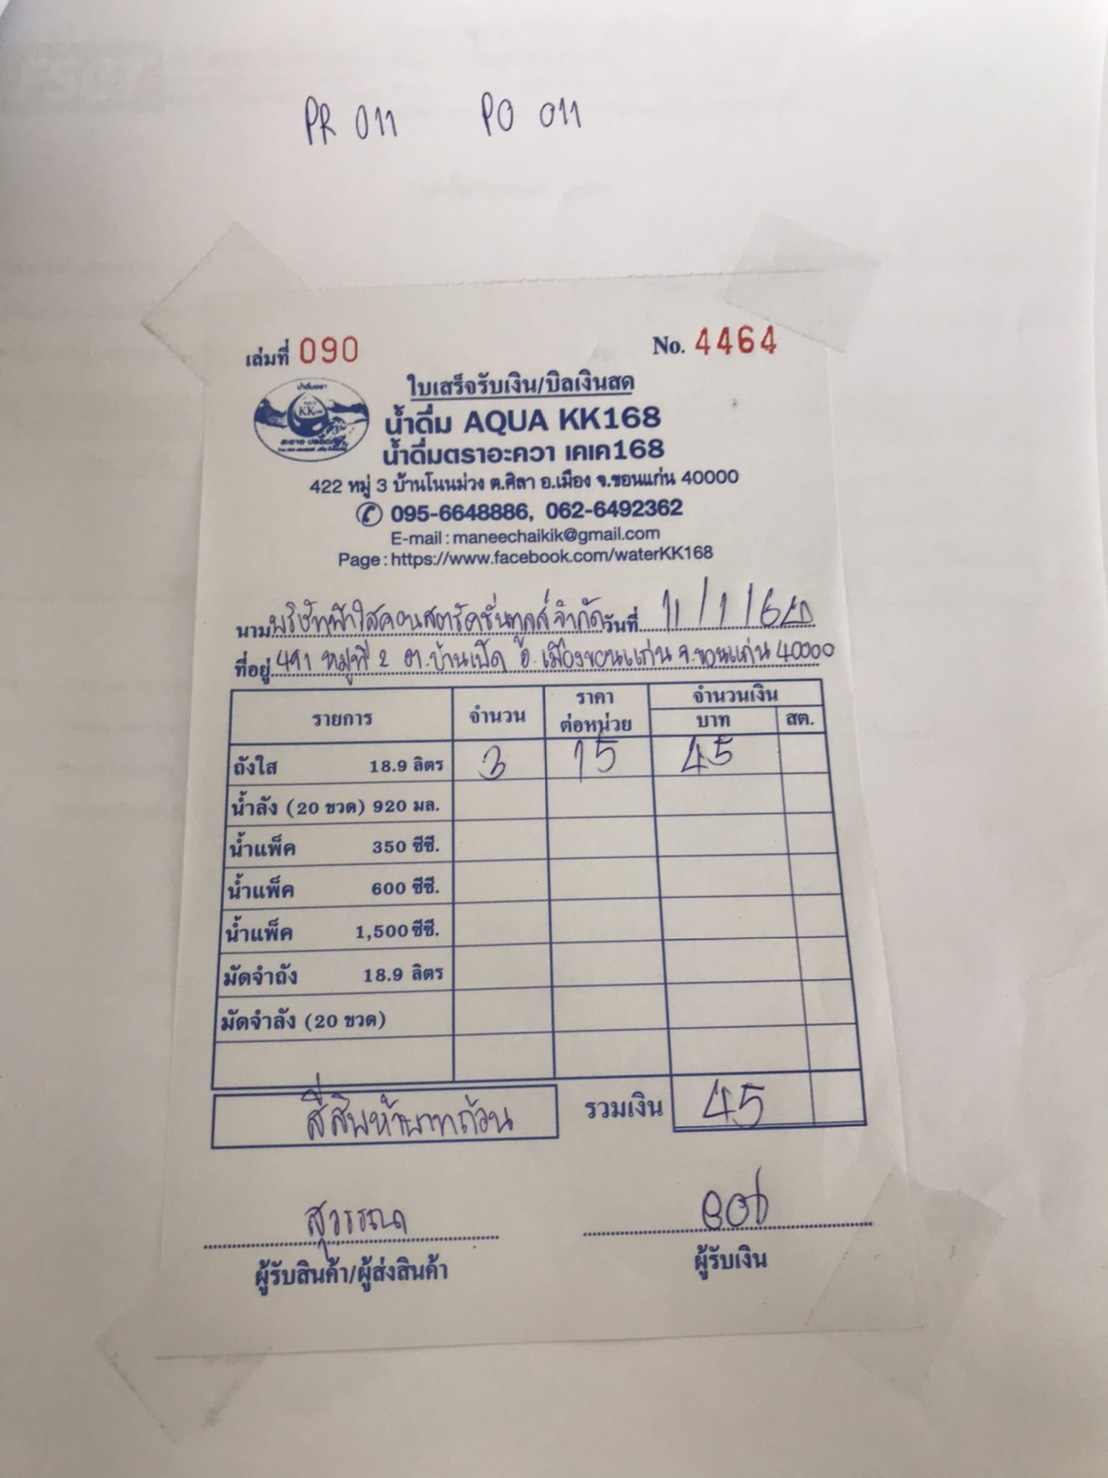 PR 011 PO 011
เล่มที่ 090 No. 4464
ใบเสร็จรับเงิน/บิลเงินสด
KK
น้ำดื่ม AQUA KK168
น้ำดื่มตราอะควา เคเค168
422 หมู่ 3 บ้านโนนม่วง ต.ศิลา อ.เมือง จ.ขอนแก่น 40000
095-6648886, 062-6492362
E-mail : maneechaikik@gmail.com
Page : https://www.facebook.com/waterKK168
นาม บริษัทฟ้าใสคอนสตรัคชั่นทูลส์ จำกัด วันที่ 11/1/6
ที่อยู่ 491 หมู่ที่ 2 ต.บ้านเป็ด อ.เมืองขอนแก่น จ.ขอนแก่น 40000
รายการ จำนวน ราคา ต่อหน่วย จำนวนเงิน
บาท สต.
ถังใส 18.9 ลิตร 3 15 45
น้ำลัง (20 ขวด) 920 มล.
น้ำแพ็ค 350 ซีซี.
น้ำแพ็ค 600 ซีซี.
น้ำแพ็ค 1,500 ซีซี.
มัดจำถัง 18.9 ลิตร
มัดจำลัง (20 ขวด)
สี่สิบห้าบาทถ้วน รวมเงิน 45
สุวรรณา
ผู้รับสินค้า/ผู้ส่งสินค้า ผู้รับเงิน